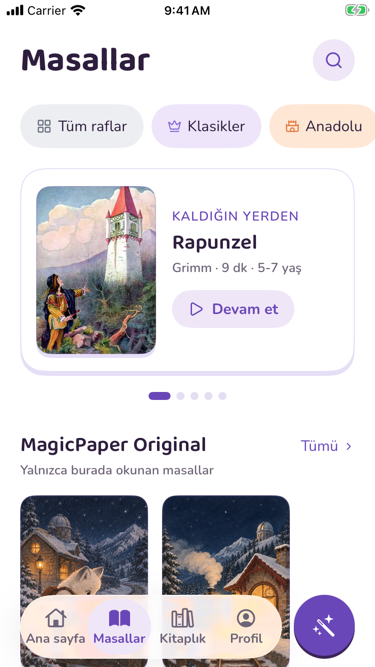 Carrier 9:41 AM
Masallar
Tüm raflar Klasikler Anadolu
KALDIĞIN YERDEN
Rapunzel
Grimm · 9 dk · 5-7 yaş
Devam et
MagicPaper Original Tümü
Yalnızca burada okunan masallar
Ana sayfa Masallar Kitaplık Profil